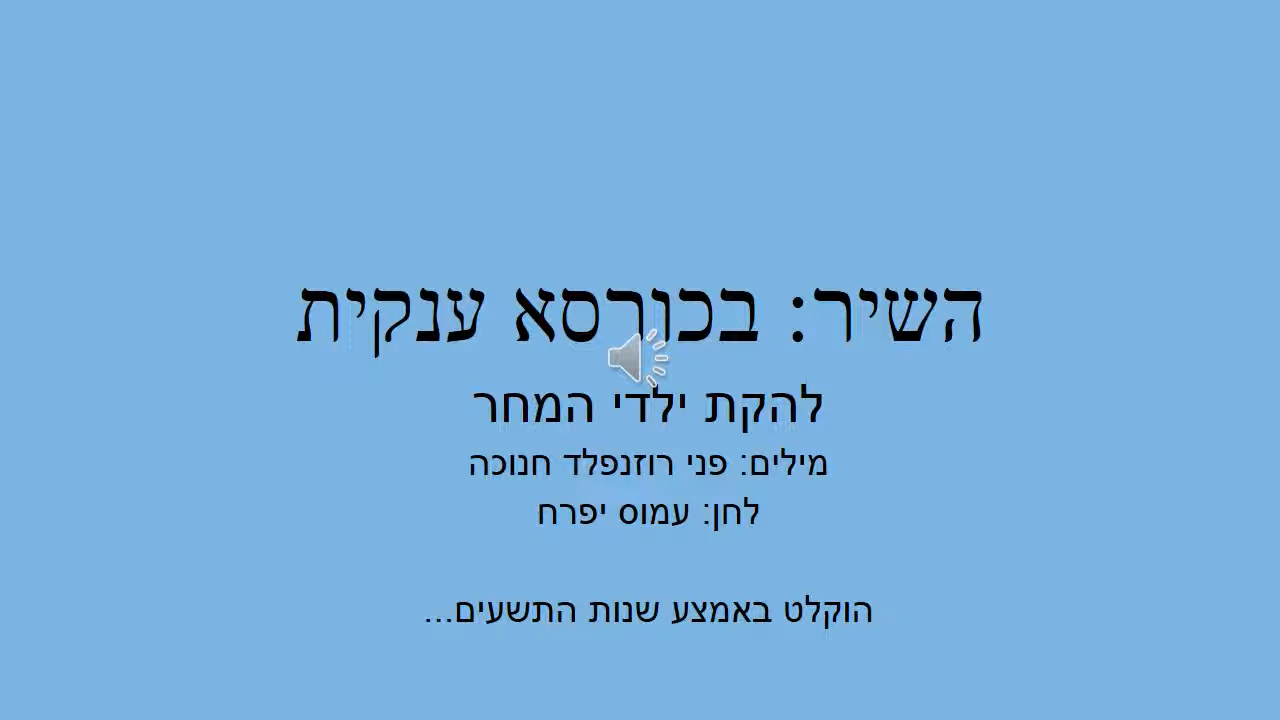 השיר: בכורסא ענקית
להקת ילדי המחר
מילים: פני רוזנפלד חנוכה
לחן: עמוס יפרח
הוקלט באמצע שנות התשעים...